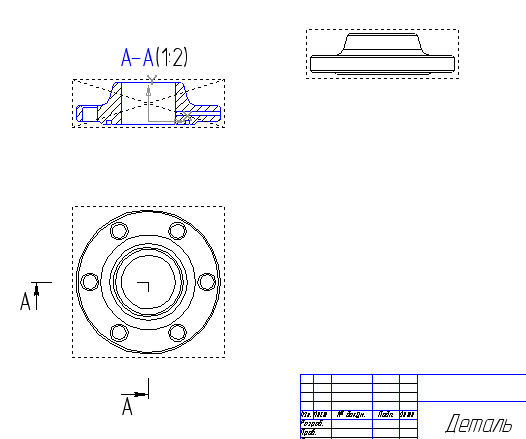 А-А(1:2)
А
А
Изм. Лист № докум. Подп. Дата
Разраб.
Пров.
Деталь